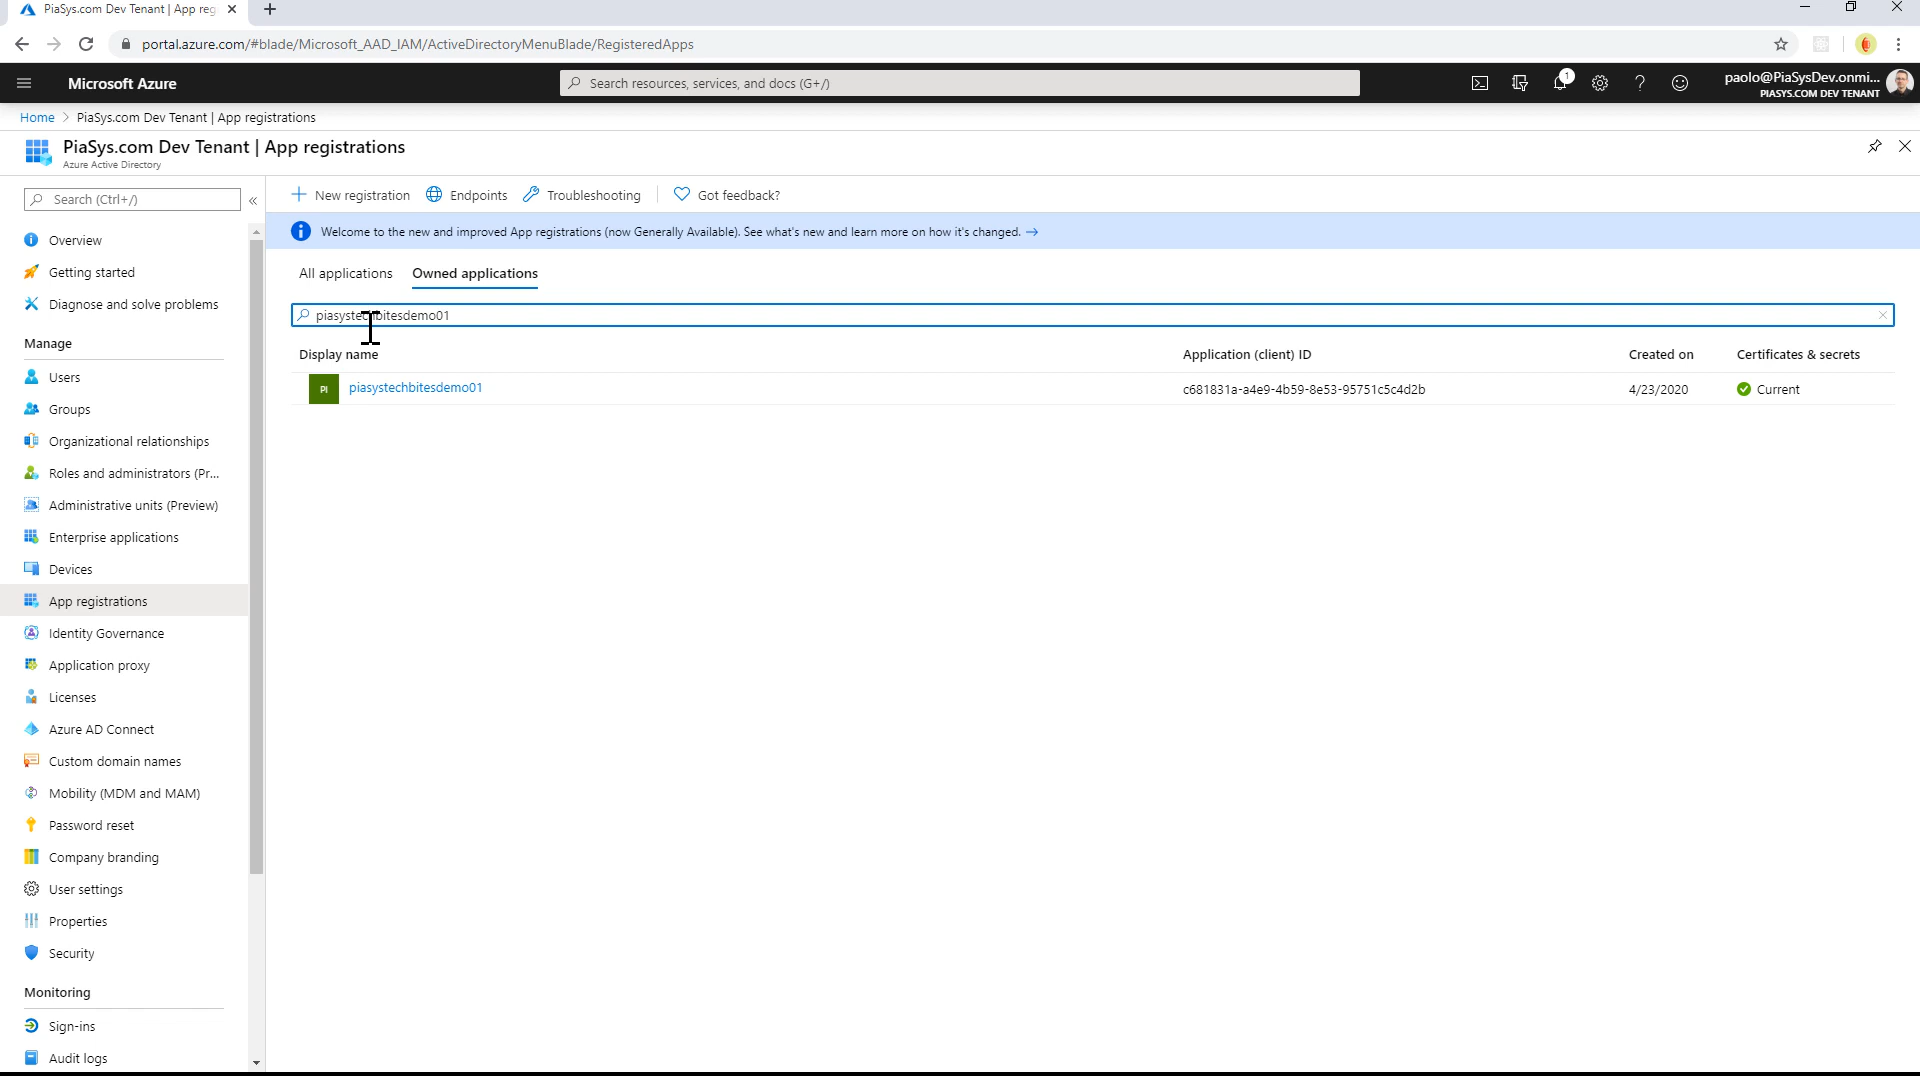 PiaSys.com Dev Tenant | App reg
portal.azure.com/#blade/Microsoft_AAD_IAM/ActiveDirectoryMenuBlade/RegisteredApps
Microsoft Azure
Search resources, services, and docs (G+/)
1
paolo@PiaSysDev.onmi...
PIASYS.COM DEV TENANT
Home > PiaSys.com Dev Tenant | App registrations
PiaSys.com Dev Tenant | App registrations
Azure Active Directory
Search (Ctrl+/)
«
New registration
Endpoints
Troubleshooting
Got feedback?
Welcome to the new and improved App registrations (now Generally Available). See what's new and learn more on how it's changed. →
All applications
Owned applications
piasystechbitesdemo01
Display name
Application (client) ID
Created on
Certificates & secrets
PI
piasystechbitesdemo01
c681831a-a4e9-4b59-8e53-95751c5c4d2b
4/23/2020
Current
Overview
Getting started
Diagnose and solve problems
Manage
Users
Groups
Organizational relationships
Roles and administrators (Pr...
Administrative units (Preview)
Enterprise applications
Devices
App registrations
Identity Governance
Application proxy
Licenses
Azure AD Connect
Custom domain names
Mobility (MDM and MAM)
Password reset
Company branding
User settings
Properties
Security
Monitoring
Sign-ins
Audit logs